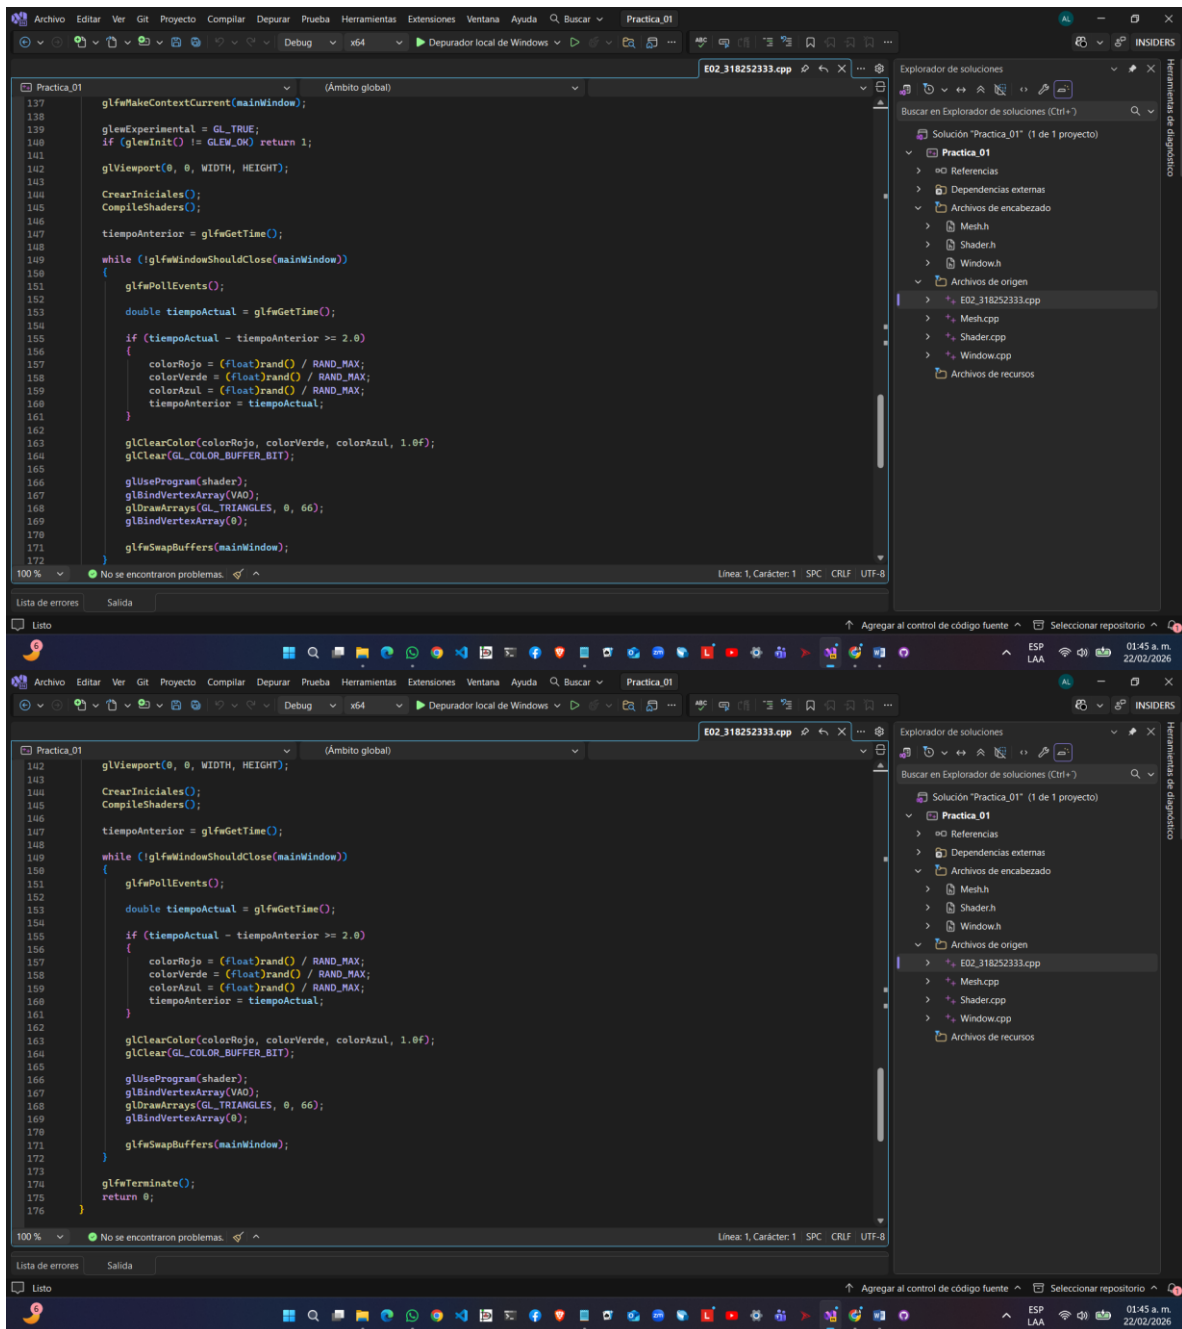 Archivo Editar Ver Git Proyecto Compilar Depurar Prueba Herramientas Extensiones Ventana Ayuda Buscar Practica_01 AL
Debug x64 Depurador local de Windows INSIDERS
E02_318252333.cpp
Practica_01 (Ámbito global)
137 glfwMakeContextCurrent(mainWindow);
138
139 glewExperimental = GL_TRUE;
140 if (glewInit() != GLEW_OK) return 1;
141
142 glViewport(0, 0, WIDTH, HEIGHT);
143
144 CrearIniciales();
145 CompileShaders();
146
147 tiempoAnterior = glfwGetTime();
148
149 while (!glfwWindowShouldClose(mainWindow))
150 {
151 glfwPollEvents();
152
153 double tiempoActual = glfwGetTime();
154
155 if (tiempoActual - tiempoAnterior >= 2.0)
156 {
157 colorRojo = (float)rand() / RAND_MAX;
158 colorVerde = (float)rand() / RAND_MAX;
159 colorAzul = (float)rand() / RAND_MAX;
160 tiempoAnterior = tiempoActual;
161 }
162
163 glClearColor(colorRojo, colorVerde, colorAzul, 1.0f);
164 glClear(GL_COLOR_BUFFER_BIT);
165
166 glUseProgram(shader);
167 glBindVertexArray(VAO);
168 glDrawArrays(GL_TRIANGLES, 0, 66);
169 glBindVertexArray(0);
170
171 glfwSwapBuffers(mainWindow);
172 }
100 % No se encontraron problemas. Línea: 1, Carácter: 1 SPC CRLF UTF-8
Lista de errores Salida
Explorador de soluciones
Buscar en Explorador de soluciones (Ctrl+¨)
Solución "Practica_01" (1 de 1 proyecto)
Practica_01
Referencias
Dependencias externas
Archivos de encabezado
Mesh.h
Shader.h
Window.h
Archivos de origen
E02_318252333.cpp
Mesh.cpp
Shader.cpp
Window.cpp
Archivos de recursos
Herramientas de diagnóstico
Listo Agregar al control de código fuente Seleccionar repositorio 1
6 ESP LAA 01:45 a. m. 22/02/2026
Archivo Editar Ver Git Proyecto Compilar Depurar Prueba Herramientas Extensiones Ventana Ayuda Buscar Practica_01 AL
Debug x64 Depurador local de Windows INSIDERS
E02_318252333.cpp
Practica_01 (Ámbito global)
142 glViewport(0, 0, WIDTH, HEIGHT);
143
144 CrearIniciales();
145 CompileShaders();
146
147 tiempoAnterior = glfwGetTime();
148
149 while (!glfwWindowShouldClose(mainWindow))
150 {
151 glfwPollEvents();
152
153 double tiempoActual = glfwGetTime();
154
155 if (tiempoActual - tiempoAnterior >= 2.0)
156 {
157 colorRojo = (float)rand() / RAND_MAX;
158 colorVerde = (float)rand() / RAND_MAX;
159 colorAzul = (float)rand() / RAND_MAX;
160 tiempoAnterior = tiempoActual;
161 }
162
163 glClearColor(colorRojo, colorVerde, colorAzul, 1.0f);
164 glClear(GL_COLOR_BUFFER_BIT);
165
166 glUseProgram(shader);
167 glBindVertexArray(VAO);
168 glDrawArrays(GL_TRIANGLES, 0, 66);
169 glBindVertexArray(0);
170
171 glfwSwapBuffers(mainWindow);
172 }
173
174 glfwTerminate();
175 return 0;
176 }
100 % No se encontraron problemas. Línea: 1, Carácter: 1 SPC CRLF UTF-8
Lista de errores Salida
Explorador de soluciones
Buscar en Explorador de soluciones (Ctrl+¨)
Solución "Practica_01" (1 de 1 proyecto)
Practica_01
Referencias
Dependencias externas
Archivos de encabezado
Mesh.h
Shader.h
Window.h
Archivos de origen
E02_318252333.cpp
Mesh.cpp
Shader.cpp
Window.cpp
Archivos de recursos
Herramientas de diagnóstico
Listo Agregar al control de código fuente Seleccionar repositorio 1
6 ESP LAA 01:45 a. m. 22/02/2026